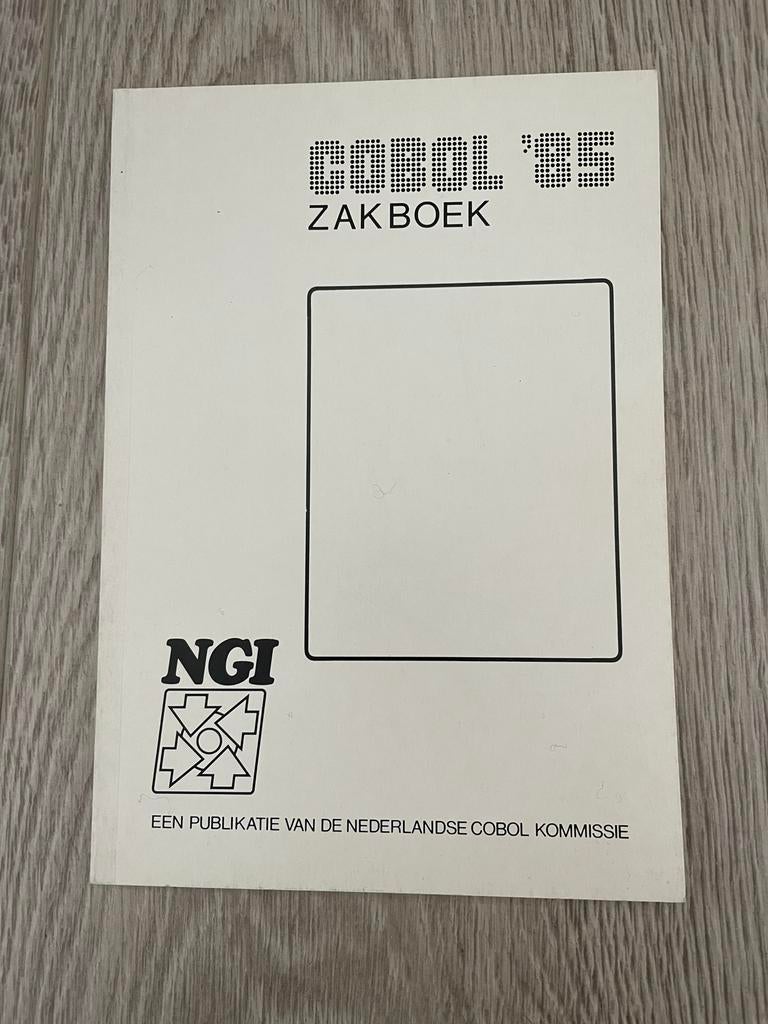 COBOL '85
ZAKBOEK
NGI
EEN PUBLIKATIE VAN DE NEDERLANDSE COBOL KOMMISSIE